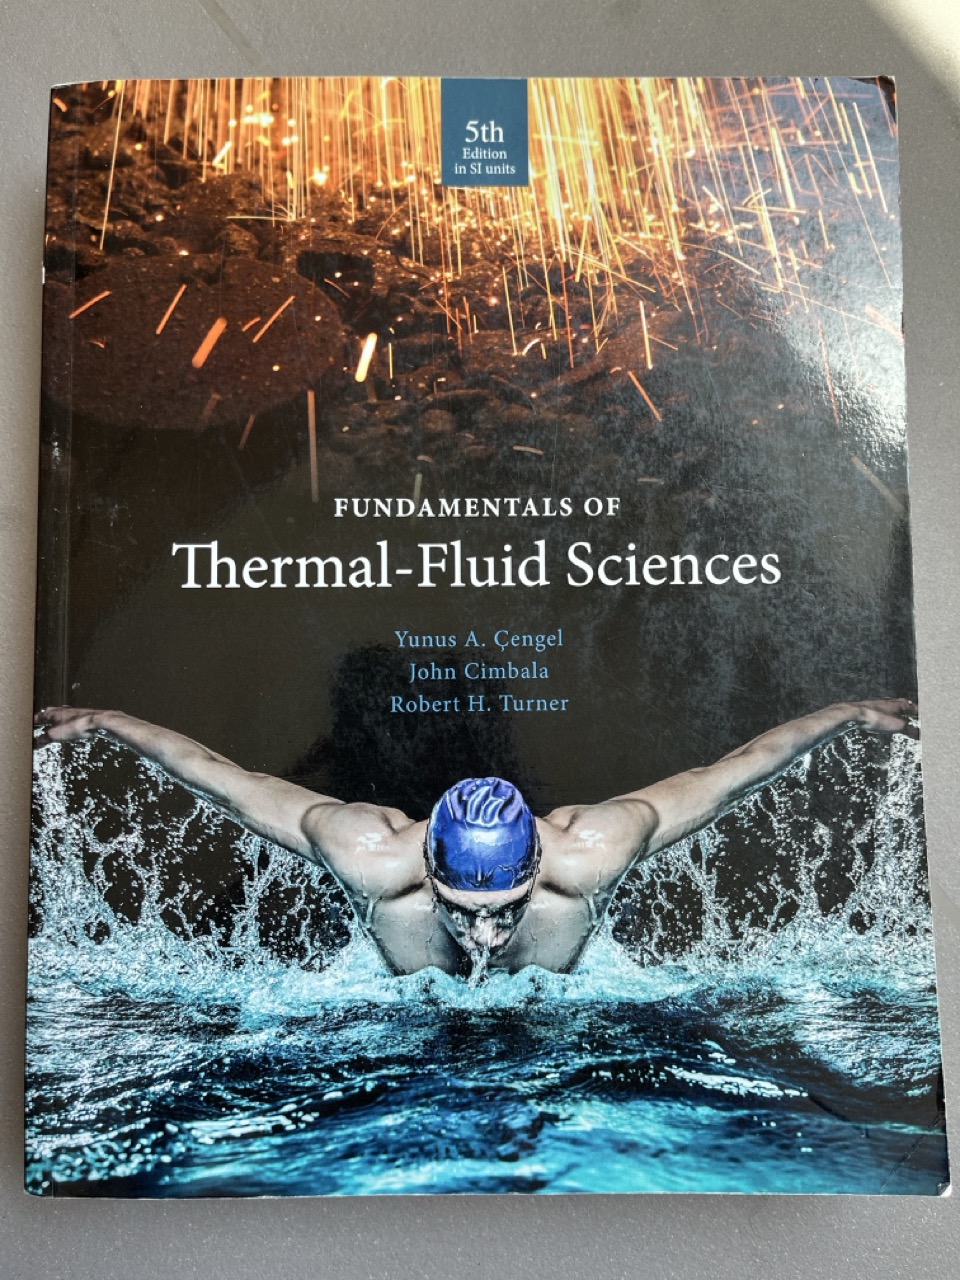 5th
Edition
in SI units
FUNDAMENTALS OF
Thermal-Fluid Sciences
Yunus A. Çengel
John Cimbala
Robert H. Turner